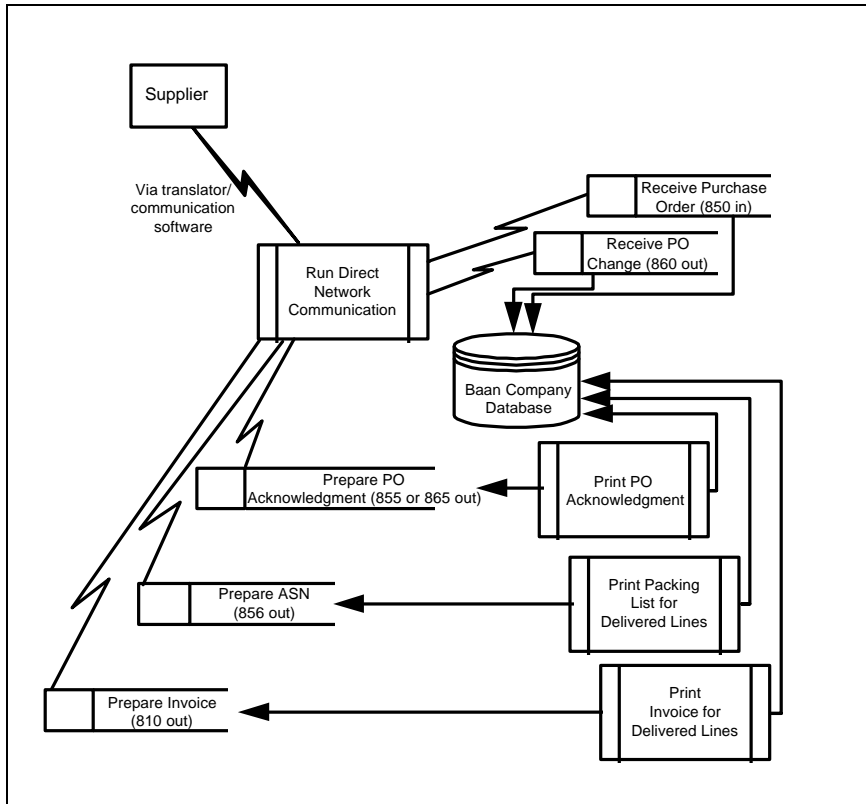 Supplier
Via translator/
communication
software
Receive Purchase
Order (850 in)
Receive PO
Change (860 out)
Run Direct
Network
Communication
Baan Company
Database
Prepare PO
Acknowledgment (855 or 865 out)
Print PO
Acknowledgment
Prepare ASN
(856 out)
Print Packing
List for
Delivered Lines
Prepare Invoice
(810 out)
Print
Invoice for
Delivered Lines